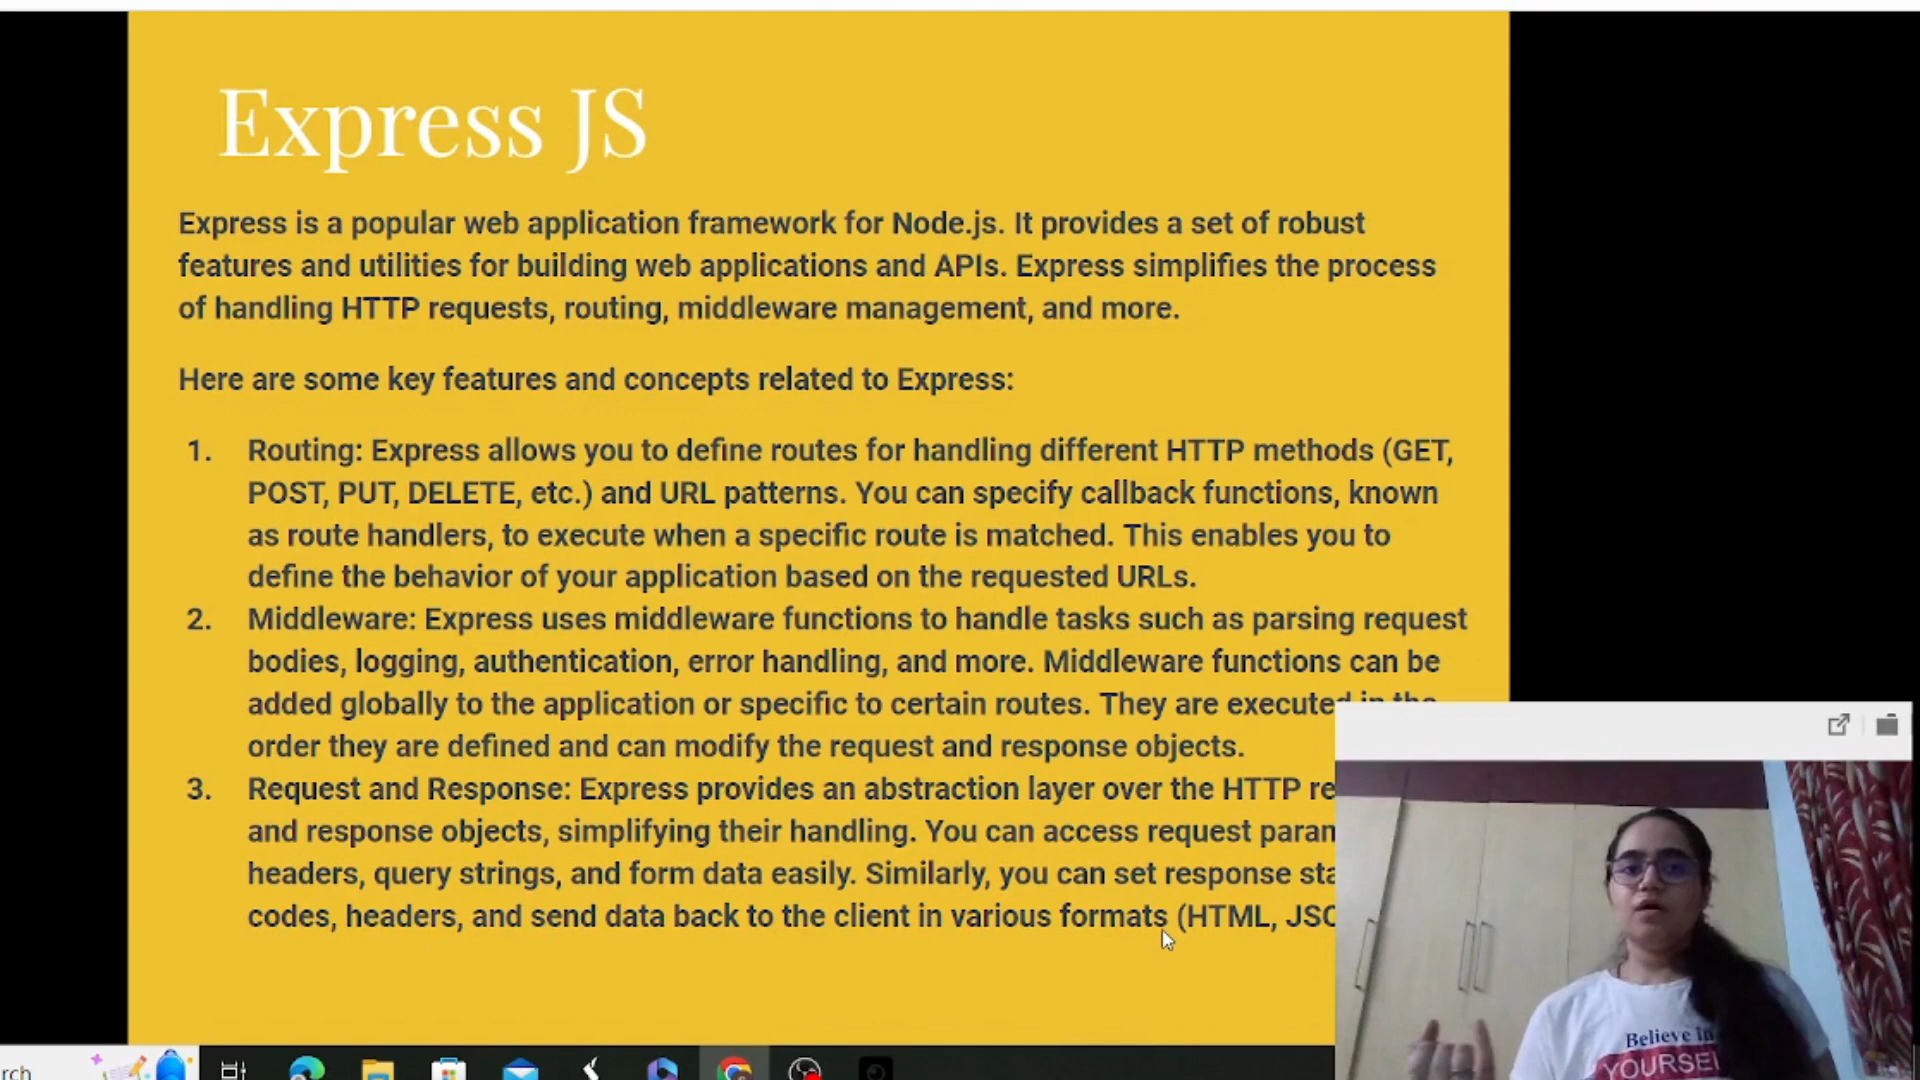 Express JS
Express is a popular web application framework for Node.js. It provides a set of robust
features and utilities for building web applications and APIs. Express simplifies the process
of handling HTTP requests, routing, middleware management, and more.
Here are some key features and concepts related to Express:
1. Routing: Express allows you to define routes for handling different HTTP methods (GET,
POST, PUT, DELETE, etc.) and URL patterns. You can specify callback functions, known
as route handlers, to execute when a specific route is matched. This enables you to
define the behavior of your application based on the requested URLs.
2. Middleware: Express uses middleware functions to handle tasks such as parsing request
bodies, logging, authentication, error handling, and more. Middleware functions can be
added globally to the application or specific to certain routes. They are executed in the
order they are defined and can modify the request and response objects.
3. Request and Response: Express provides an abstraction layer over the HTTP
and response objects, simplifying their handling. You can access request
headers, query strings, and form data easily. Similarly, you can set response
codes, headers, and send data back to the client in various formats (HTML,
Believe in